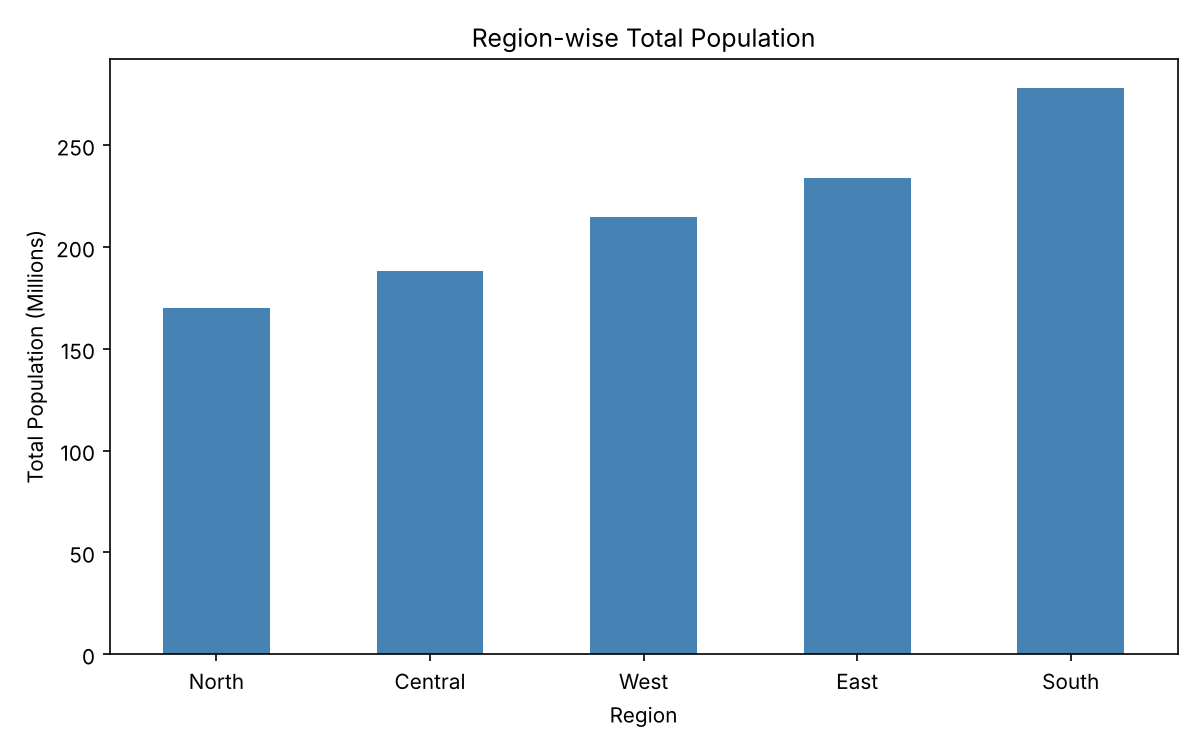 Region-wise Total Population
Total Population (Millions)
250
200
150
100
50
0
North Central West East South
Region